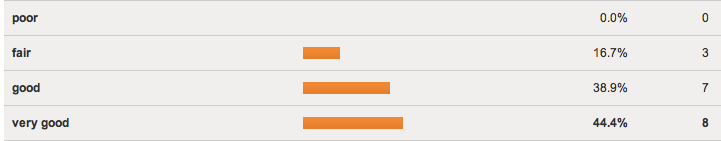 poor 0.0% 0
fair 16.7% 3
good 38.9% 7
very good 44.4% 8